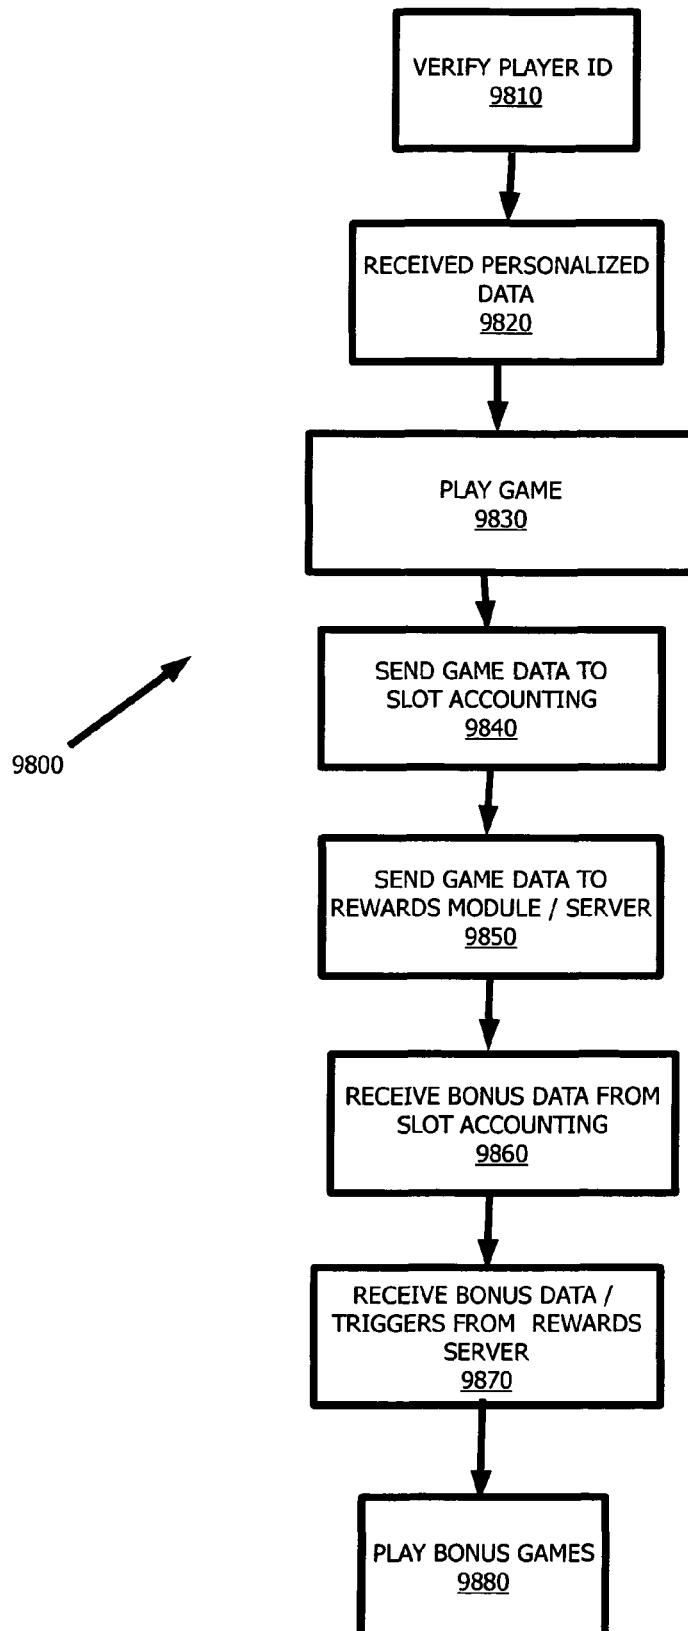 VERIFY PLAYER ID
9810
RECEIVED PERSONALIZED
DATA
9820
PLAY GAME
9830
SEND GAME DATA TO
SLOT ACCOUNTING
9840
9800
SEND GAME DATA TO
REWARDS MODULE / SERVER
9850
RECEIVE BONUS DATA FROM
SLOT ACCOUNTING
9860
RECEIVE BONUS DATA /
TRIGGERS FROM REWARDS
SERVER
9870
PLAY BONUS GAMES
9880